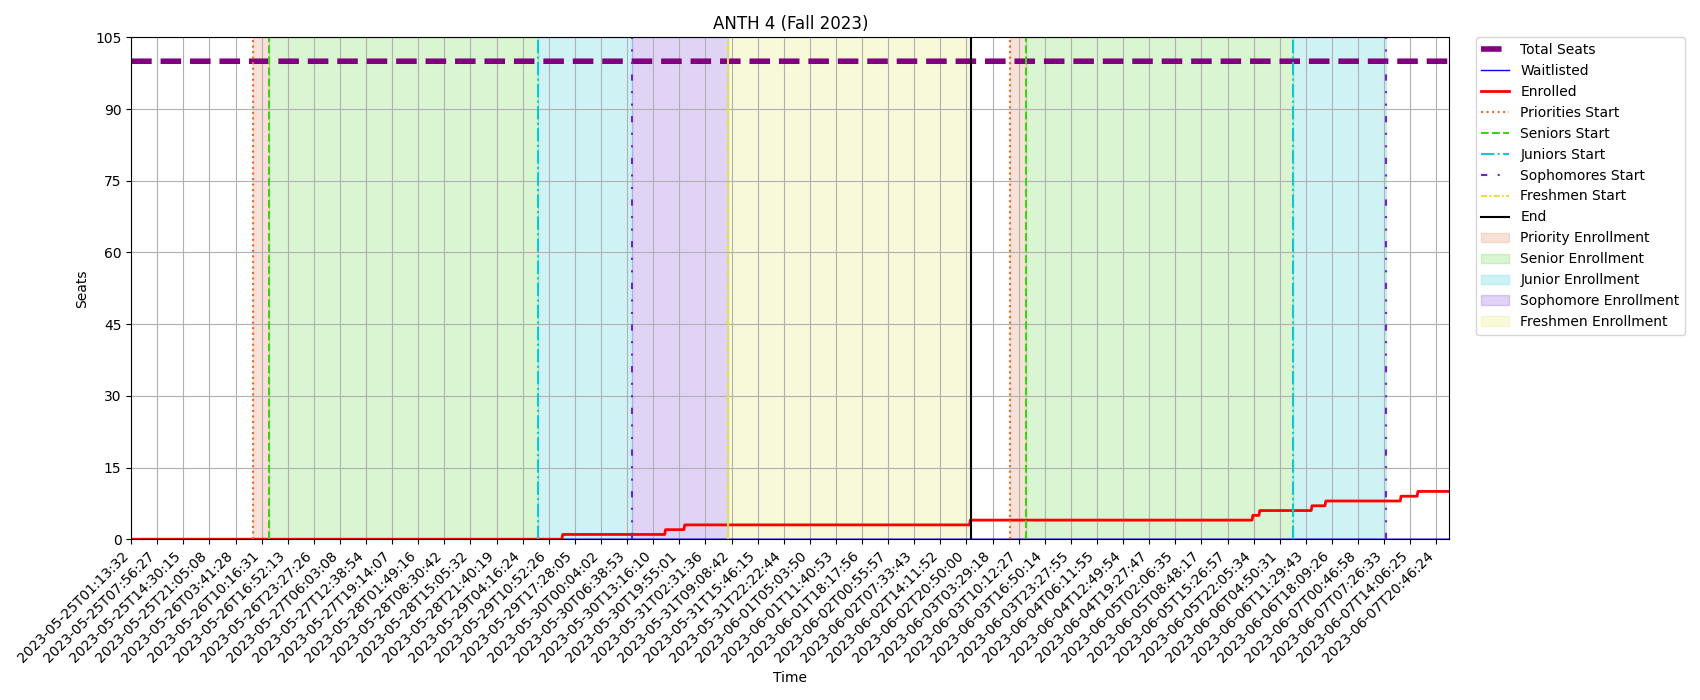 ANTH 4 (Fall 2023)
105
90
75
60
45
30
15
0
Seats
2023-05-25T01:13:32
2023-05-25T07:56:27
2023-05-25T14:30:15
2023-05-25T21:05:08
2023-05-26T03:41:28
2023-05-26T10:16:31
2023-05-26T16:52:13
2023-05-26T23:27:26
2023-05-27T06:03:08
2023-05-27T12:38:54
2023-05-27T19:14:07
2023-05-28T01:49:16
2023-05-28T08:30:42
2023-05-28T15:05:32
2023-05-28T21:40:19
2023-05-29T04:16:24
2023-05-29T10:52:26
2023-05-29T17:28:05
2023-05-30T00:04:02
2023-05-30T06:38:53
2023-05-30T13:16:10
2023-05-30T19:55:01
2023-05-31T02:31:36
2023-05-31T09:08:42
2023-05-31T15:46:15
2023-05-31T22:22:44
2023-06-01T05:03:50
2023-06-01T11:40:53
2023-06-01T18:17:56
2023-06-02T00:55:57
2023-06-02T07:33:43
2023-06-02T14:11:52
2023-06-02T20:50:00
2023-06-03T03:29:18
2023-06-03T10:12:27
2023-06-03T16:50:14
2023-06-03T23:27:55
2023-06-04T06:11:55
2023-06-04T12:49:54
2023-06-04T19:27:47
2023-06-05T02:06:35
2023-06-05T08:48:17
2023-06-05T15:26:57
2023-06-05T22:05:34
2023-06-06T04:50:31
2023-06-06T11:29:43
2023-06-06T18:09:26
2023-06-07T00:46:58
2023-06-07T07:26:33
2023-06-07T14:06:25
2023-06-07T20:46:24
Time
Total Seats
Waitlisted
Enrolled
Priorities Start
Seniors Start
Juniors Start
Sophomores Start
Freshmen Start
End
Priority Enrollment
Senior Enrollment
Junior Enrollment
Sophomore Enrollment
Freshmen Enrollment